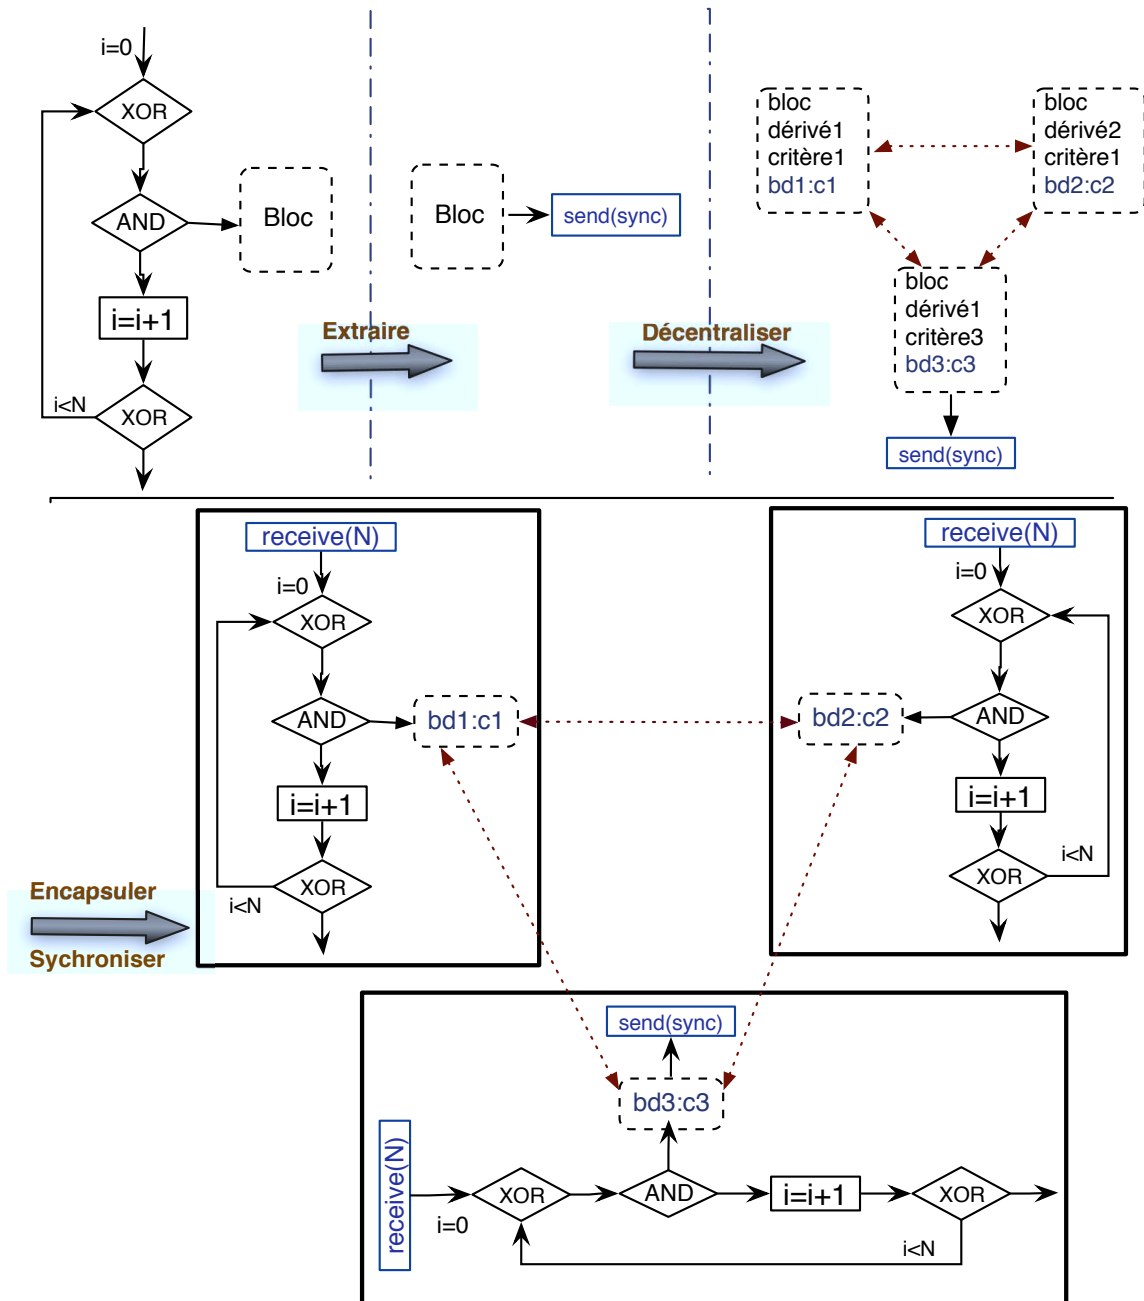 i=0
XOR
AND
Bloc
i=i+1
i<N
XOR
Extraire
Bloc
send(sync)
Décentraliser
bloc
dérivé1
critère1
bd1:c1
bloc
dérivé2
critère1
bd2:c2
bloc
dérivé1
critère3
bd3:c3
send(sync)
receive(N)
i=0
XOR
AND
bd1:c1
i=i+1
XOR
i<N
receive(N)
i=0
XOR
bd2:c2
AND
i=i+1
i<N
XOR
Encapsuler
Sychroniser
send(sync)
bd3:c3
receive(N)
i=0
XOR
AND
i=i+1
XOR
i<N